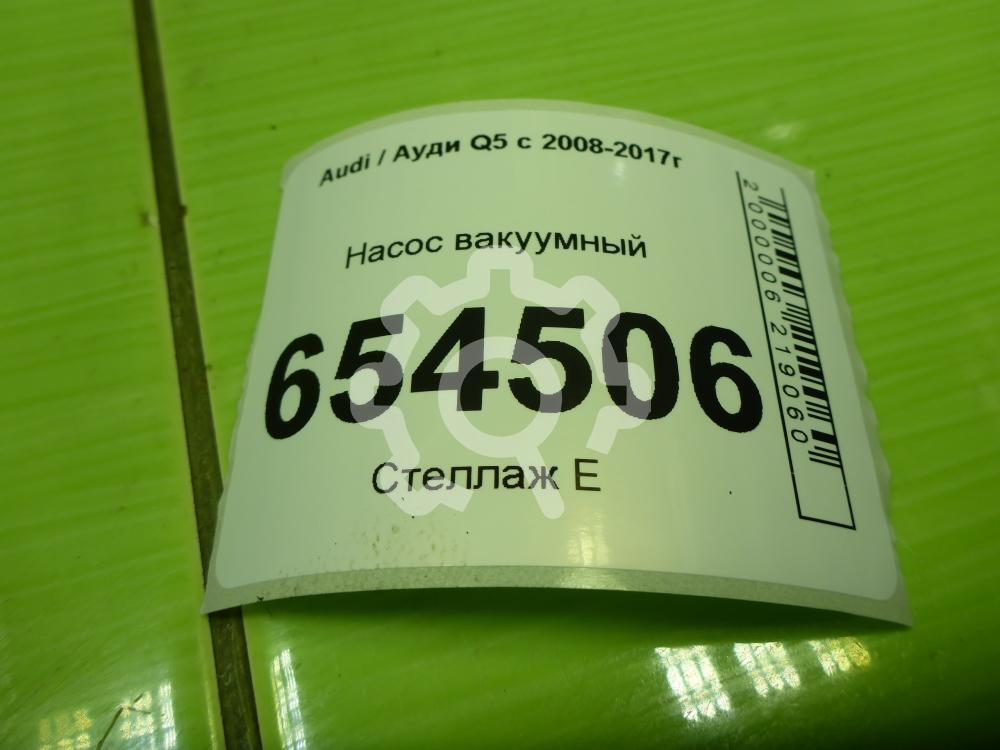 Audi / Ауди Q5 с 2008-2017г
Насос вакуумный
654506
Стеллаж Е
2000006219060